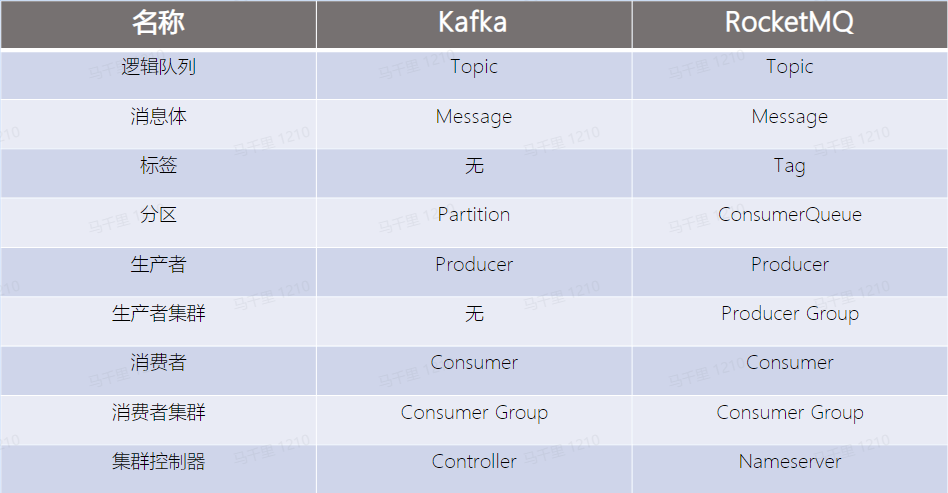 名称 Kafka RocketMQ
逻辑队列 Topic Topic
消息体 Message Message
标签 无 Tag
分区 Partition ConsumerQueue
生产者 Producer Producer
生产者集群 无 Producer Group
消费者 Consumer Consumer
消费者集群 Consumer Group Consumer Group
集群控制器 Controller Nameserver
马千里 1210